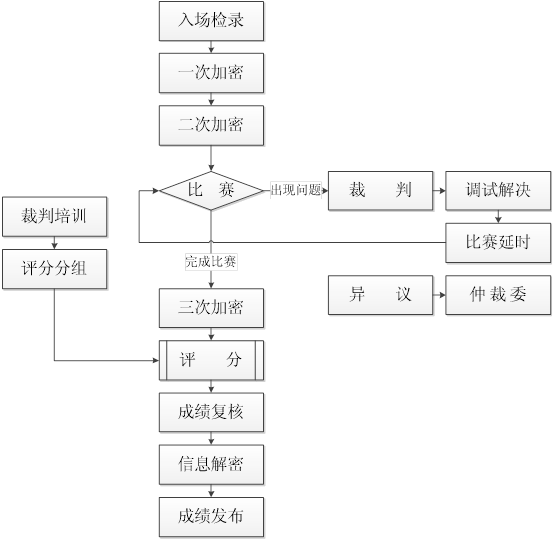 入场检录
一次加密
二次加密
比 赛
出现问题
裁 判
调试解决
裁判培训
比赛延时
评分分组
完成比赛
异 议
仲裁委
三次加密
评 分
成绩复核
信息解密
成绩发布